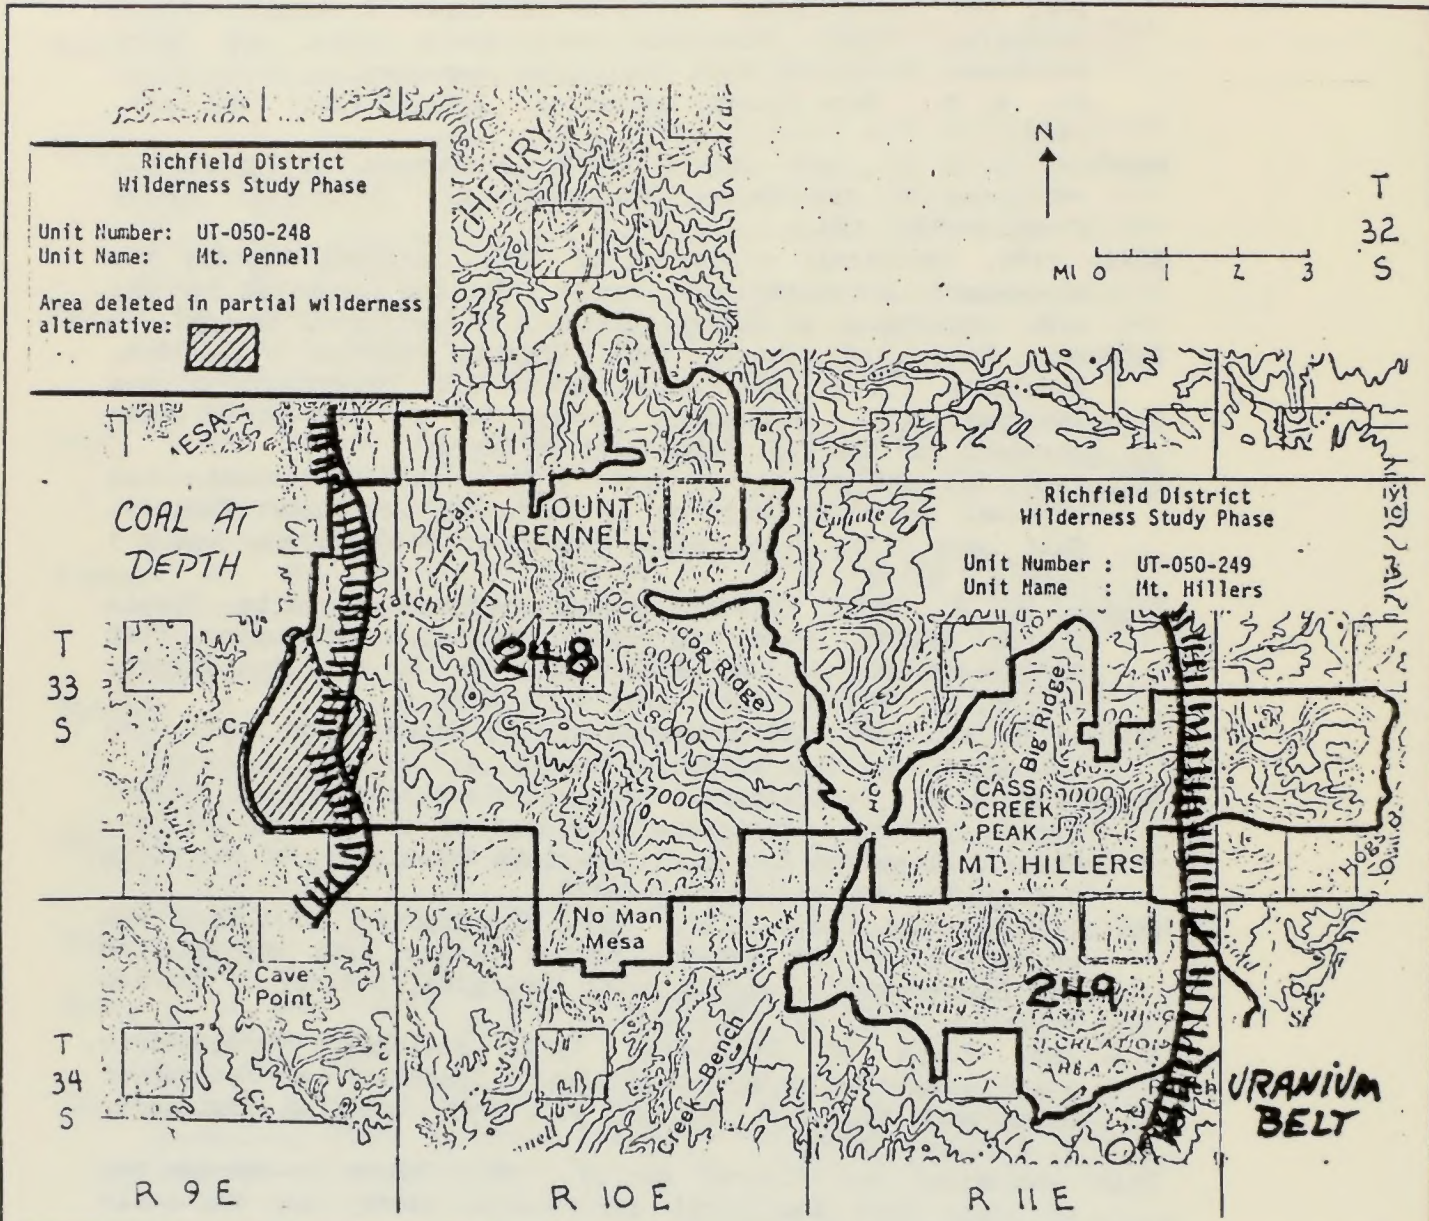 Richfield District
Wilderness Study Phase
Unit Number: UT-050-248
Unit Name: Mt. Pennell
Area deleted in partial wilderness
alternative:
HENRY
N
MI 0 1 2 3
T
32
S
COAL AT
DEPTH
MOUNT
PENNELL
Richfield District
Wilderness Study Phase
Unit Number : UT-050-249
Unit Name : Mt. Hillers
T
33
S
248
Ridge
8000
7000
Big Ridge
CASS
CREEK
PEAK
MT. HILLERS
No Man
Mesa
Cave
Point
249
Creek Bench
T
34
S
URANIUM
BELT
R 9 E
R 10 E
R 11 E